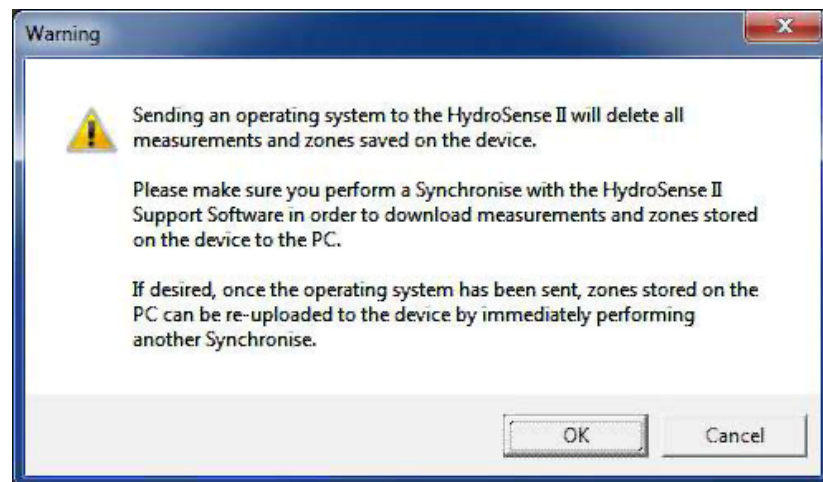 Warning
Sending an operating system to the HydroSense II will delete all
measurements and zones saved on the device.
Please make sure you perform a Synchronise with the HydroSense II
Support Software in order to download measurements and zones stored
on the device to the PC.
If desired, once the operating system has been sent, zones stored on the
PC can be re-uploaded to the device by immediately performing
another Synchronise.
OK Cancel